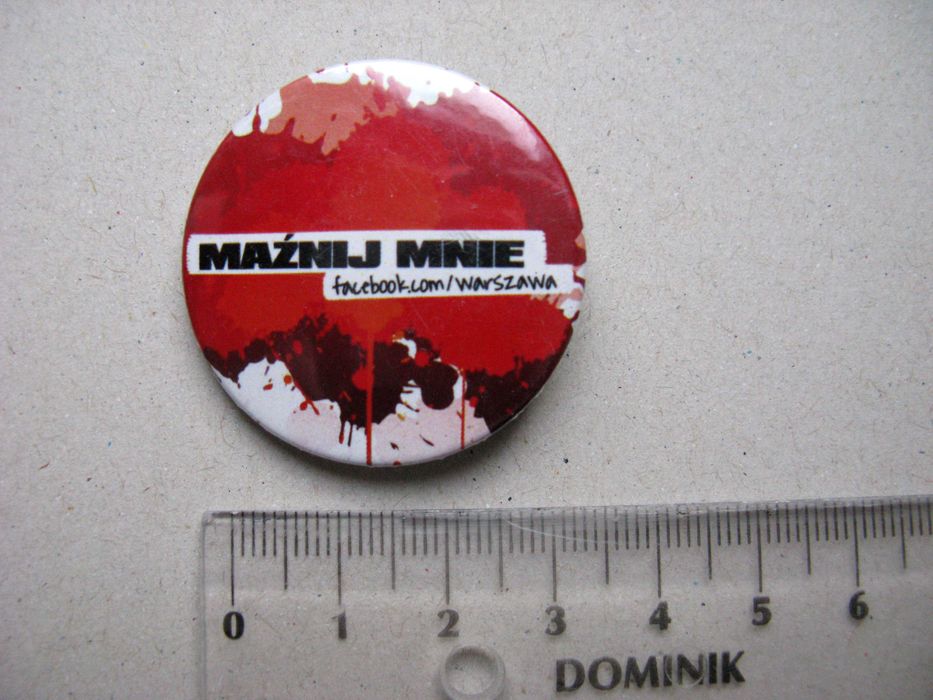 MAŹNIJ MNIE
facebook.com/warszawa
0 1 2 3 4 5 6
DOMINIK